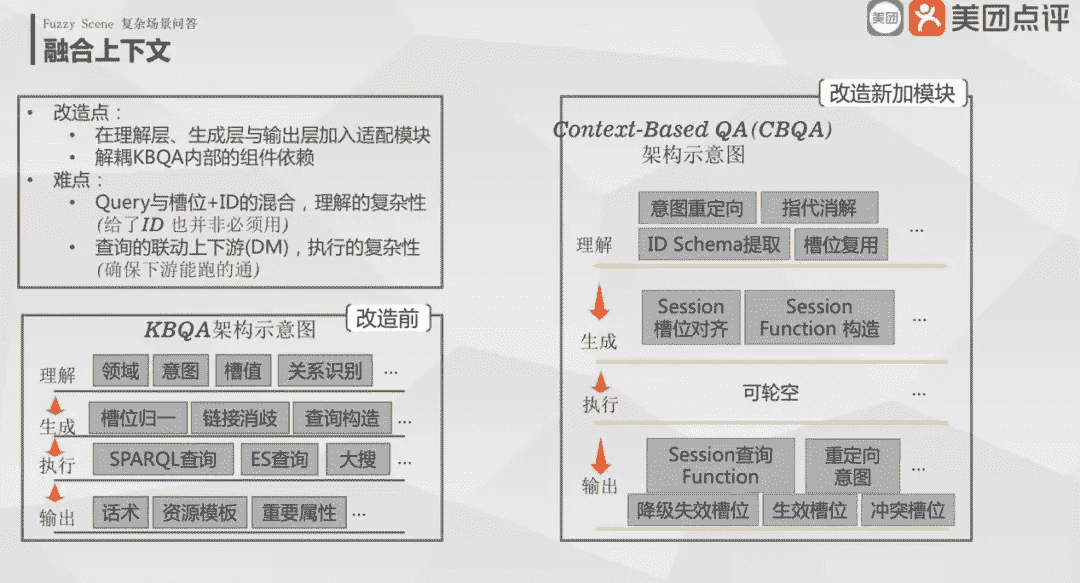 Fuzzy Scene 复杂场景问答
融合上下文
美团
美团点评
• 改造点：
• 在理解层、生成层与输出层加入适配模块
• 解耦KBQA内部的组件依赖
• 难点：
• Query与槽位+ID的混合，理解的复杂性
(给了ID 也并非必须用)
• 查询的联动上下游(DM)，执行的复杂性
(确保下游能跑的通)
改造前
KBQA架构示意图
理解 领域 意图 槽值 关系识别 ...
生成 槽位归一 链接消歧 查询构造 ...
执行 SPARQL查询 ES查询 大搜 ...
输出 话术 资源模板 重要属性 ...
改造新加模块
Context-Based QA(CBQA)
架构示意图
意图重定向 指代消解 ...
理解 ID Schema提取 槽位复用
Session Session
槽位对齐 Function 构造 ...
生成
执行 可轮空 ...
Session查询 重定向
Function 意图 ...
输出
降级失效槽位 生效槽位 冲突槽位